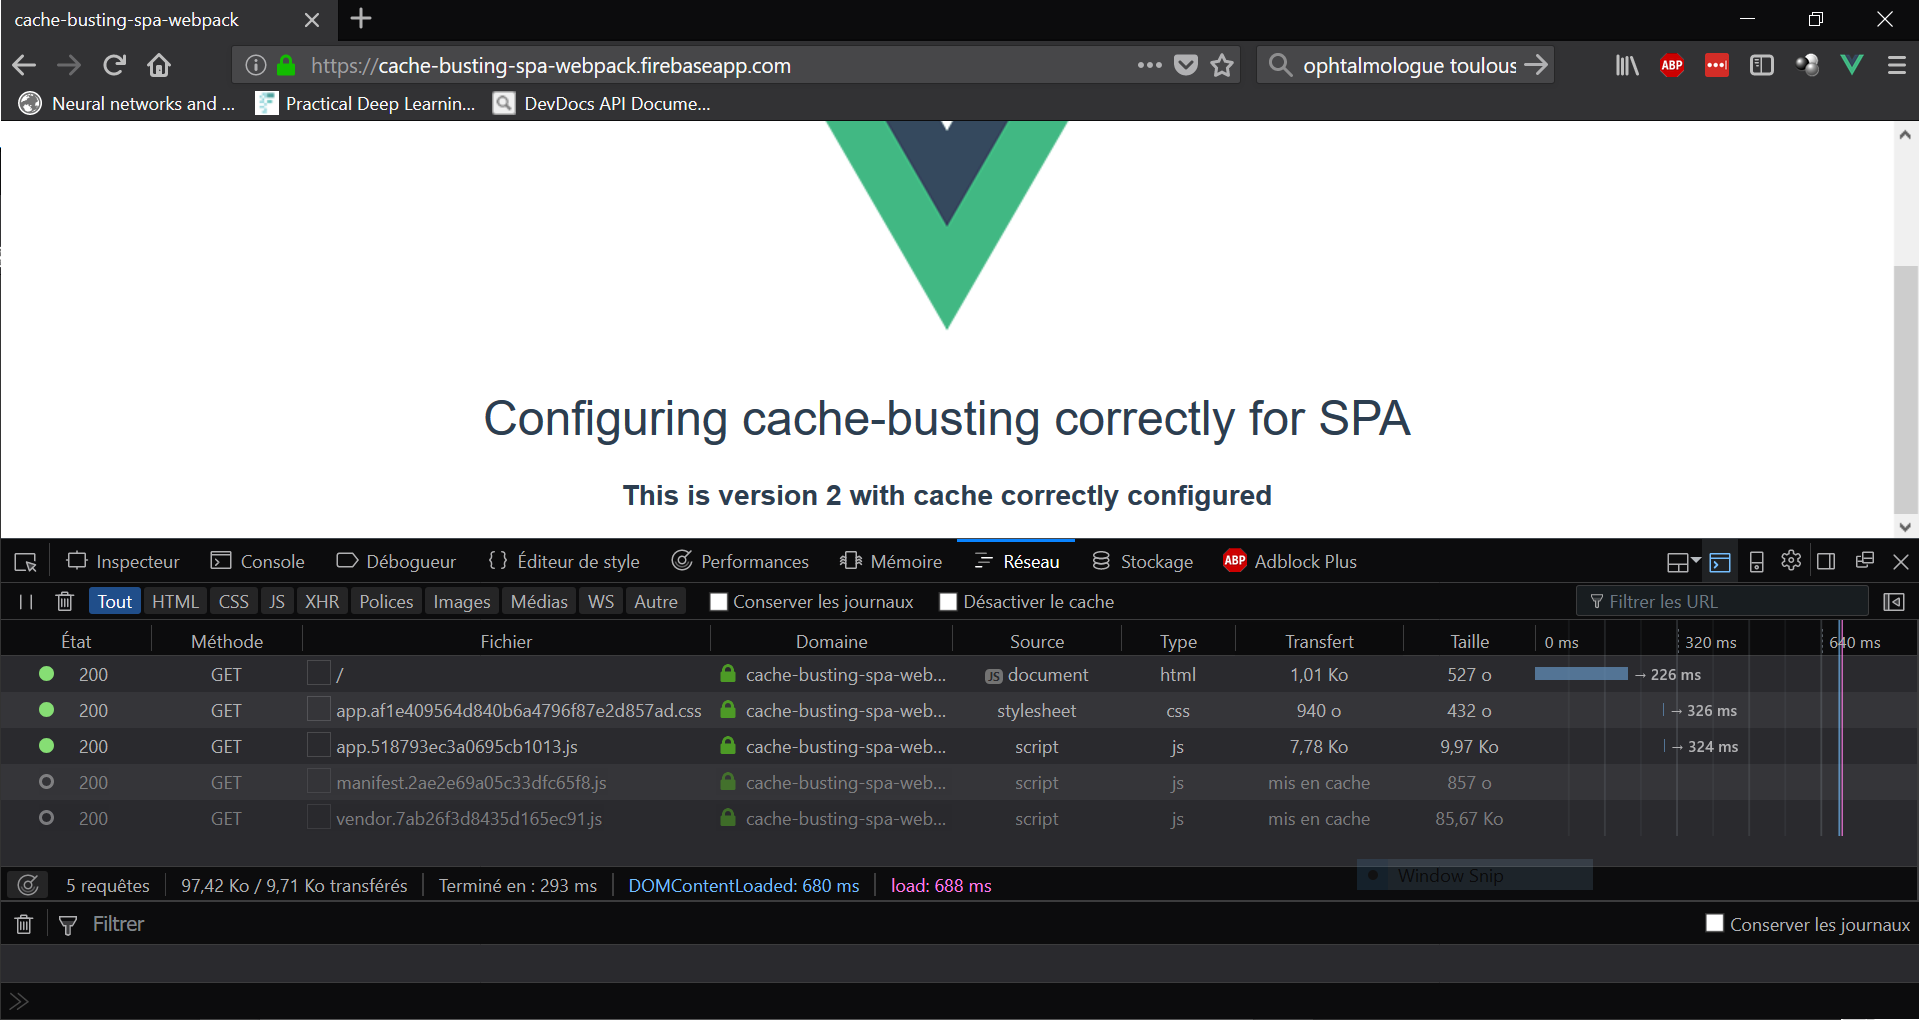 cache-busting-spa-webpack
https://cache-busting-spa-webpack.firebaseapp.com
ophtalmologue toulous
ABP
Neural networks and ... Practical Deep Learnin... DevDocs API Docume...
Configuring cache-busting correctly for SPA
This is version 2 with cache correctly configured
Inspecteur Console Débogueur {} Éditeur de style Performances Mémoire Réseau Stockage ABP Adblock Plus
Tout HTML CSS JS XHR Polices Images Médias WS Autre Conserver les journaux Désactiver le cache Filtrer les URL
État Méthode Fichier Domaine Source Type Transfert Taille 0 ms 320 ms 640 ms
200 GET / cache-busting-spa-web... JS document html 1,01 Ko 527 o → 226 ms
200 GET app.af1e409564d840b6a4796f87e2d857ad.css cache-busting-spa-web... stylesheet css 940 o 432 o → 326 ms
200 GET app.518793ec3a0695cb1013.js cache-busting-spa-web... script js 7,78 Ko 9,97 Ko → 324 ms
200 GET manifest.2ae2e69a05c33dfc65f8.js cache-busting-spa-web... script js mis en cache 857 o
200 GET vendor.7ab26f3d8435d165ec91.js cache-busting-spa-web... script js mis en cache 85,67 Ko
Window Snip
5 requêtes 97,42 Ko / 9,71 Ko transférés Terminé en : 293 ms DOMContentLoaded: 680 ms load: 688 ms
Filtrer Conserver les journaux